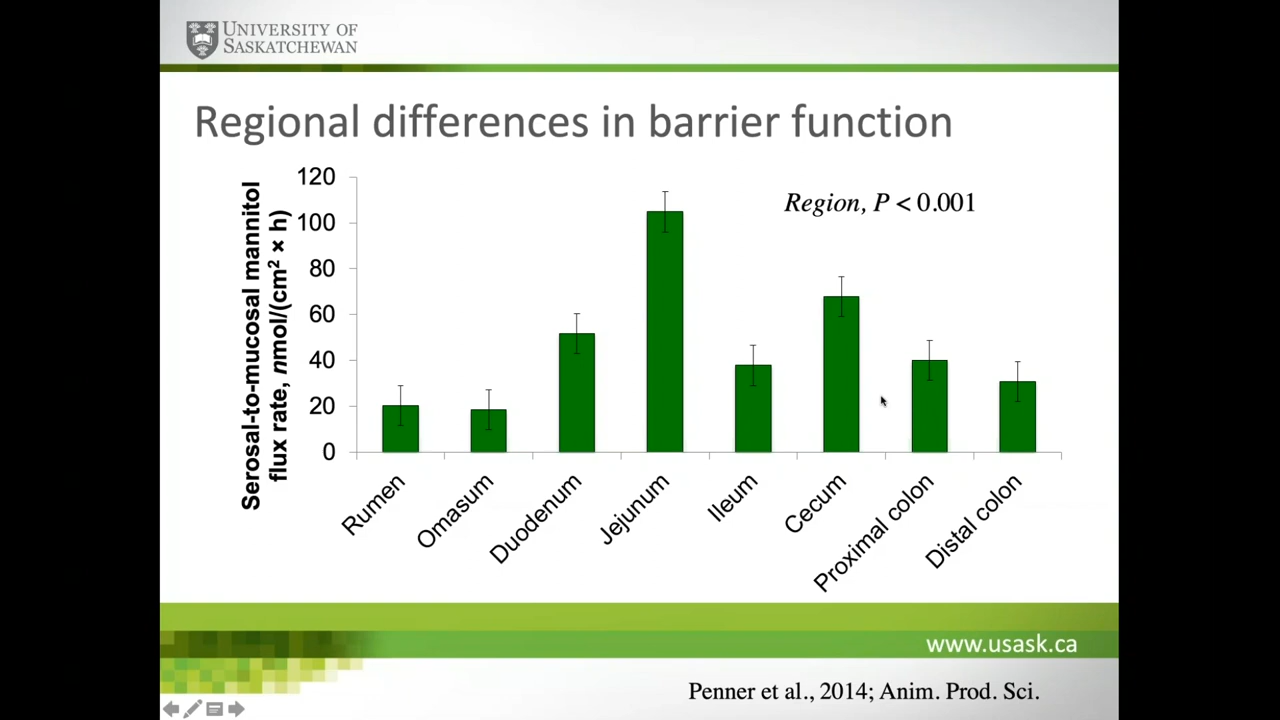 UNIVERSITY OF
SASKATCHEWAN
Regional differences in barrier function
Serosal-to-mucosal mannitol
flux rate, nmol/(cm² × h)
120
100
80
60
40
20
0
Region, P < 0.001
Rumen
Omasum
Duodenum
Jejunum
Ileum
Cecum
Proximal colon
Distal colon
www.usask.ca
Penner et al., 2014; Anim. Prod. Sci.